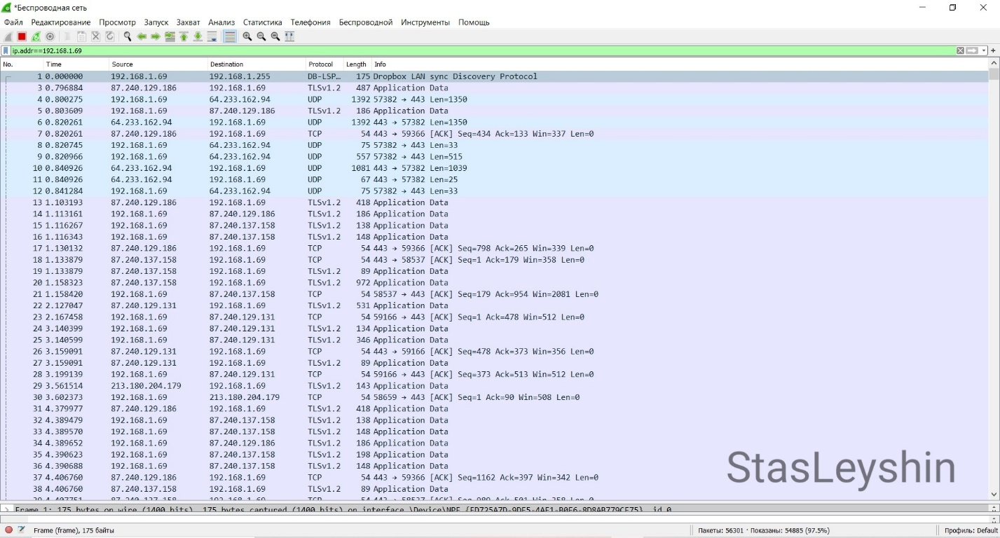 *Беспроводная сеть
Файл Редактирование Просмотр Запуск Захват Анализ Статистика Телефония Беспроводной Инструменты Помощь
ip.addr==192.168.1.69
No. Time Source Destination Protocol Length Info
1 0.000000 192.168.1.69 192.168.1.255 DB-LSP… 175 Dropbox LAN sync Discovery Protocol
3 0.796884 87.240.129.186 192.168.1.69 TLSv1.2 487 Application Data
4 0.800275 192.168.1.69 64.233.162.94 UDP 1392 57382 → 443 Len=1350
5 0.803609 192.168.1.69 87.240.129.186 TLSv1.2 186 Application Data
6 0.820261 64.233.162.94 192.168.1.69 UDP 1392 443 → 57382 Len=1350
7 0.820261 87.240.129.186 192.168.1.69 TCP 54 443 → 59366 [ACK] Seq=434 Ack=133 Win=337 Len=0
8 0.820745 192.168.1.69 64.233.162.94 UDP 75 57382 → 443 Len=33
9 0.820966 192.168.1.69 64.233.162.94 UDP 557 57382 → 443 Len=515
10 0.840926 64.233.162.94 192.168.1.69 UDP 1081 443 → 57382 Len=1039
11 0.840926 64.233.162.94 192.168.1.69 UDP 67 443 → 57382 Len=25
12 0.841284 192.168.1.69 64.233.162.94 UDP 75 57382 → 443 Len=33
13 1.103193 87.240.129.186 192.168.1.69 TLSv1.2 418 Application Data
14 1.113161 192.168.1.69 87.240.129.186 TLSv1.2 186 Application Data
15 1.116267 192.168.1.69 87.240.137.158 TLSv1.2 138 Application Data
16 1.116343 192.168.1.69 87.240.137.158 TLSv1.2 148 Application Data
17 1.130132 87.240.129.186 192.168.1.69 TCP 54 443 → 59366 [ACK] Seq=798 Ack=265 Win=339 Len=0
18 1.133879 87.240.137.158 192.168.1.69 TCP 54 443 → 58537 [ACK] Seq=1 Ack=179 Win=358 Len=0
19 1.133879 87.240.137.158 192.168.1.69 TLSv1.2 89 Application Data
20 1.158323 87.240.137.158 192.168.1.69 TLSv1.2 972 Application Data
21 1.158420 192.168.1.69 87.240.137.158 TCP 54 58537 → 443 [ACK] Seq=179 Ack=954 Win=2081 Len=0
22 2.127047 87.240.129.131 192.168.1.69 TLSv1.2 531 Application Data
23 2.167458 192.168.1.69 87.240.129.131 TCP 54 59166 → 443 [ACK] Seq=1 Ack=478 Win=512 Len=0
24 3.140399 192.168.1.69 87.240.129.131 TLSv1.2 134 Application Data
25 3.140599 192.168.1.69 87.240.129.131 TLSv1.2 346 Application Data
26 3.159091 87.240.129.131 192.168.1.69 TCP 54 443 → 59166 [ACK] Seq=478 Ack=373 Win=356 Len=0
27 3.159091 87.240.129.131 192.168.1.69 TLSv1.2 89 Application Data
28 3.199139 192.168.1.69 87.240.129.131 TCP 54 59166 → 443 [ACK] Seq=373 Ack=513 Win=512 Len=0
29 3.561514 213.180.204.179 192.168.1.69 TLSv1.2 143 Application Data
30 3.602373 192.168.1.69 213.180.204.179 TCP 54 58659 → 443 [ACK] Seq=1 Ack=90 Win=508 Len=0
31 4.379977 87.240.129.186 192.168.1.69 TLSv1.2 418 Application Data
32 4.389479 192.168.1.69 87.240.137.158 TLSv1.2 138 Application Data
33 4.389570 192.168.1.69 87.240.137.158 TLSv1.2 148 Application Data
34 4.389652 192.168.1.69 87.240.129.186 TLSv1.2 186 Application Data
35 4.390623 192.168.1.69 87.240.137.158 TLSv1.2 198 Application Data
36 4.390688 192.168.1.69 87.240.137.158 TLSv1.2 148 Application Data
37 4.406760 87.240.129.186 192.168.1.69 TCP 54 443 → 59366 [ACK] Seq=1162 Ack=397 Win=342 Len=0
38 4.406760 87.240.137.158 192.168.1.69 TLSv1.2 89 Application Data
StasLeyshin
Frame 1: 175 bytes on wire (1400 bits), 175 bytes captured (1400 bits) on interface
Frame (frame), 175 байты
Пакеты: 56301 · Показаны: 54885 (97.5%)
Профиль: Default